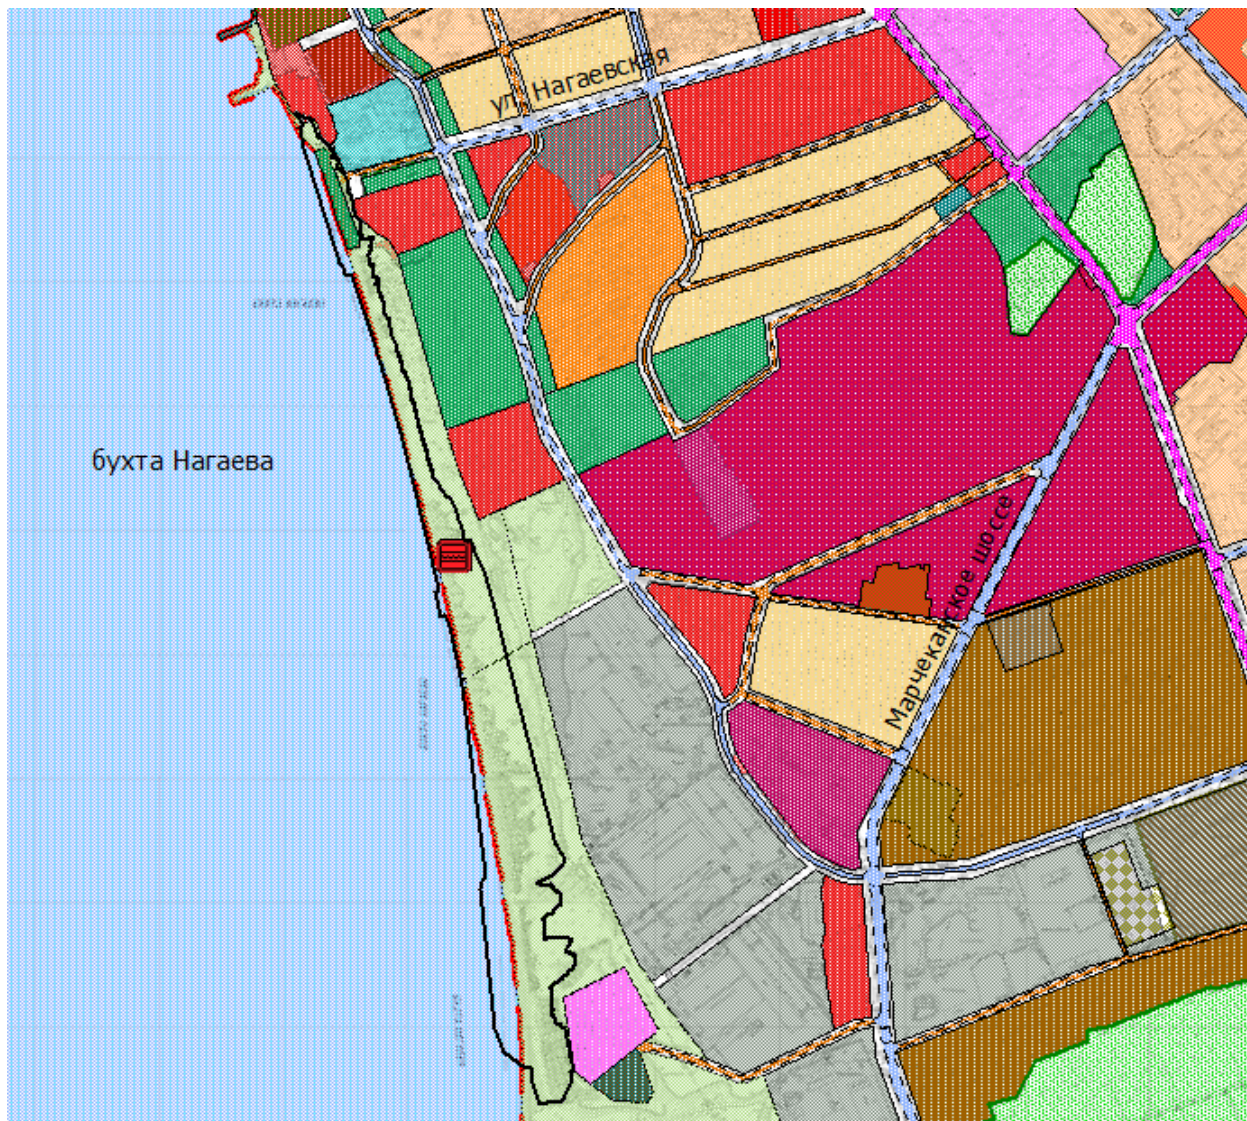 ул. Нагаевская
бухта Нагаева
Марчеканское шоссе